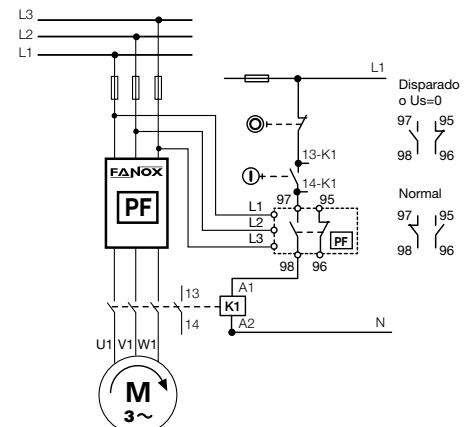 L3
L2
L1
L1
Disparado
o Us=0
97 95
98 96
Normal
97 95
98 96
13-K1
14-K1
FANOX
PF
L1
L2
L3
97 95
PF
98 96
13
14
A1
K1
A2
N
U1 V1 W1
M
3~